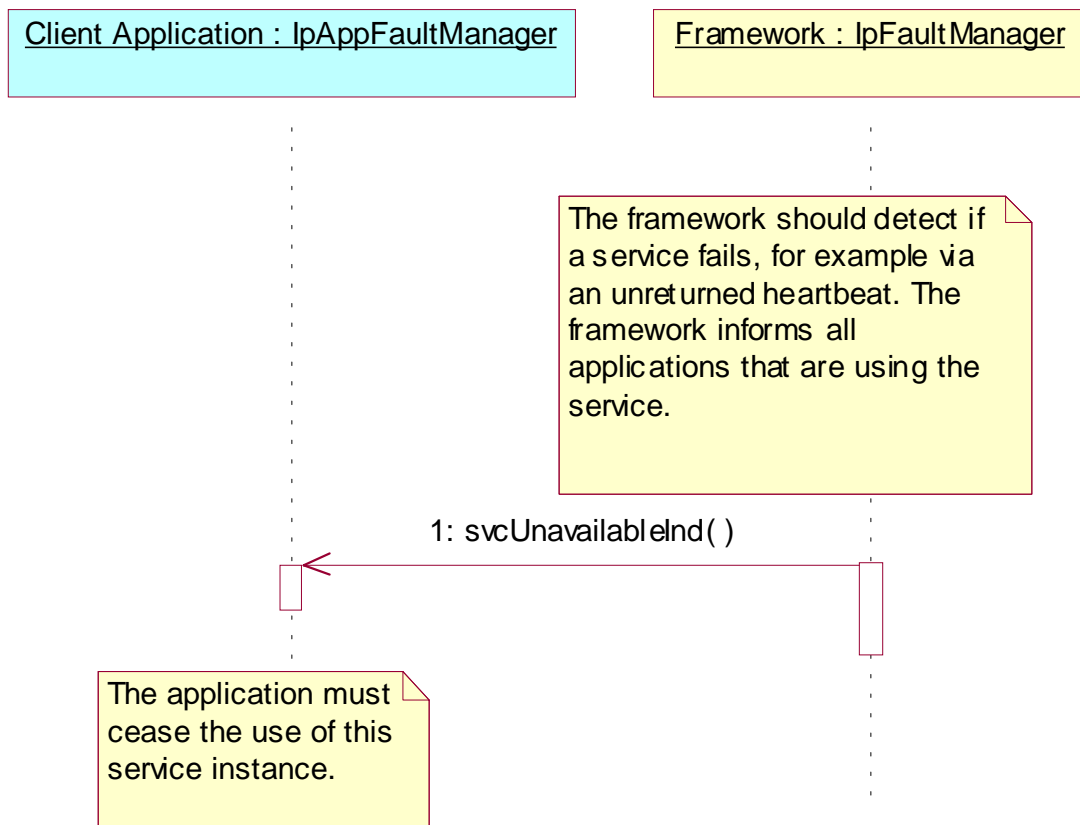 Client Application : IpAppFaultManager
Framework : IpFaultManager
The framework should detect if
a service fails, for example via
an unreturned heartbeat. The
framework informs all
applications that are using the
service.
1: svcUnavailableInd( )
The application must
cease the use of this
service instance.